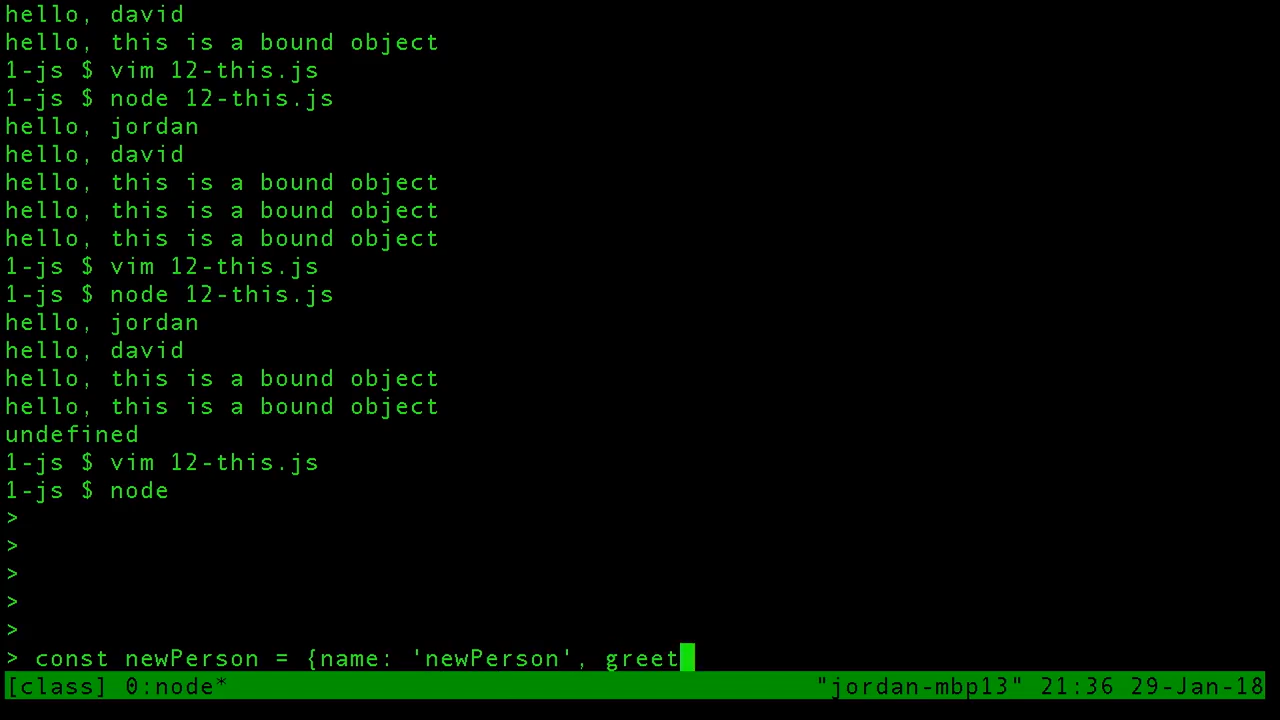 hello, david
hello, this is a bound object
1-js $ vim 12-this.js
1-js $ node 12-this.js
hello, jordan
hello, david
hello, this is a bound object
hello, this is a bound object
hello, this is a bound object
1-js $ vim 12-this.js
1-js $ node 12-this.js
hello, jordan
hello, david
hello, this is a bound object
hello, this is a bound object
undefined
1-js $ vim 12-this.js
1-js $ node
>
>
>
>
>
> const newPerson = {name: 'newPerson', greet
[class] 0:node* "jordan-mbp13" 21:36 29-Jan-18